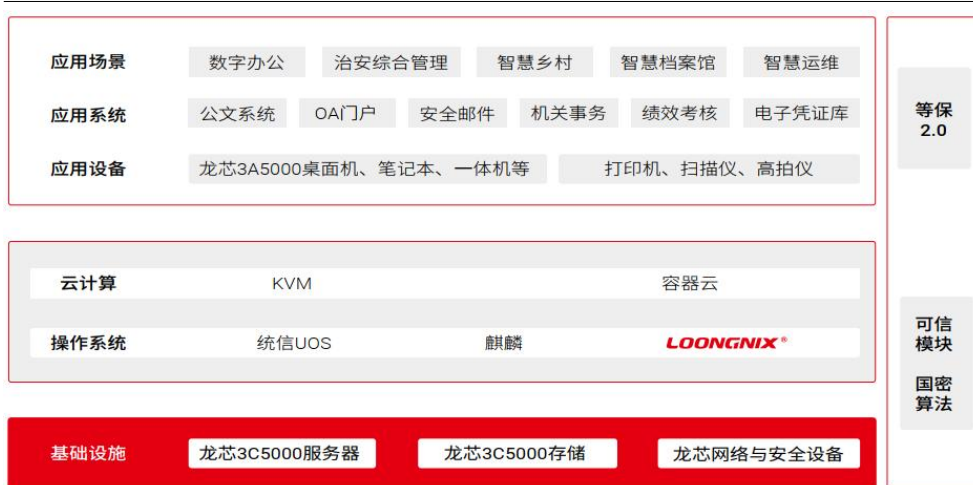 应用场景 数字办公 治安综合管理 智慧乡村 智慧档案馆 智慧运维
应用系统 公文系统 OA门户 安全邮件 机关事务 绩效考核 电子凭证库
应用设备 龙芯3A5000桌面机、笔记本、一体机等 打印机、扫描仪、高拍仪
云计算 KVM 容器云
操作系统 统信UOS 麒麟 LOONGNIX®
基础设施 龙芯3C5000服务器 龙芯3C5000存储 龙芯网络与安全设备
等保
2.0
可信
模块
国密
算法